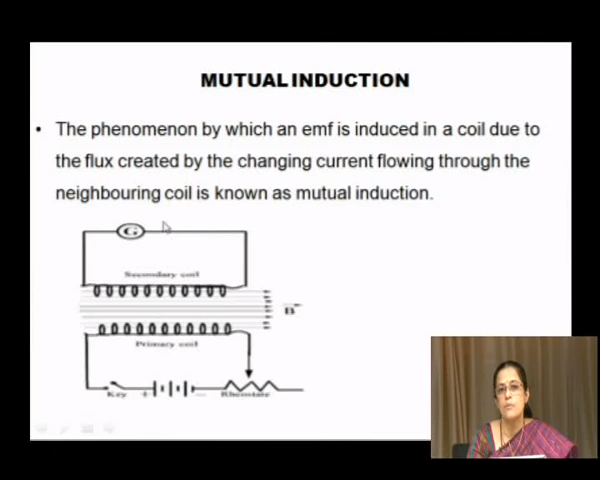 MUTUAL INDUCTION
• The phenomenon by which an emf is induced in a coil due to
the flux created by the changing current flowing through the
neighbouring coil is known as mutual induction.
G
Secondary coil
B
Primary coil
Key + – Rheostate